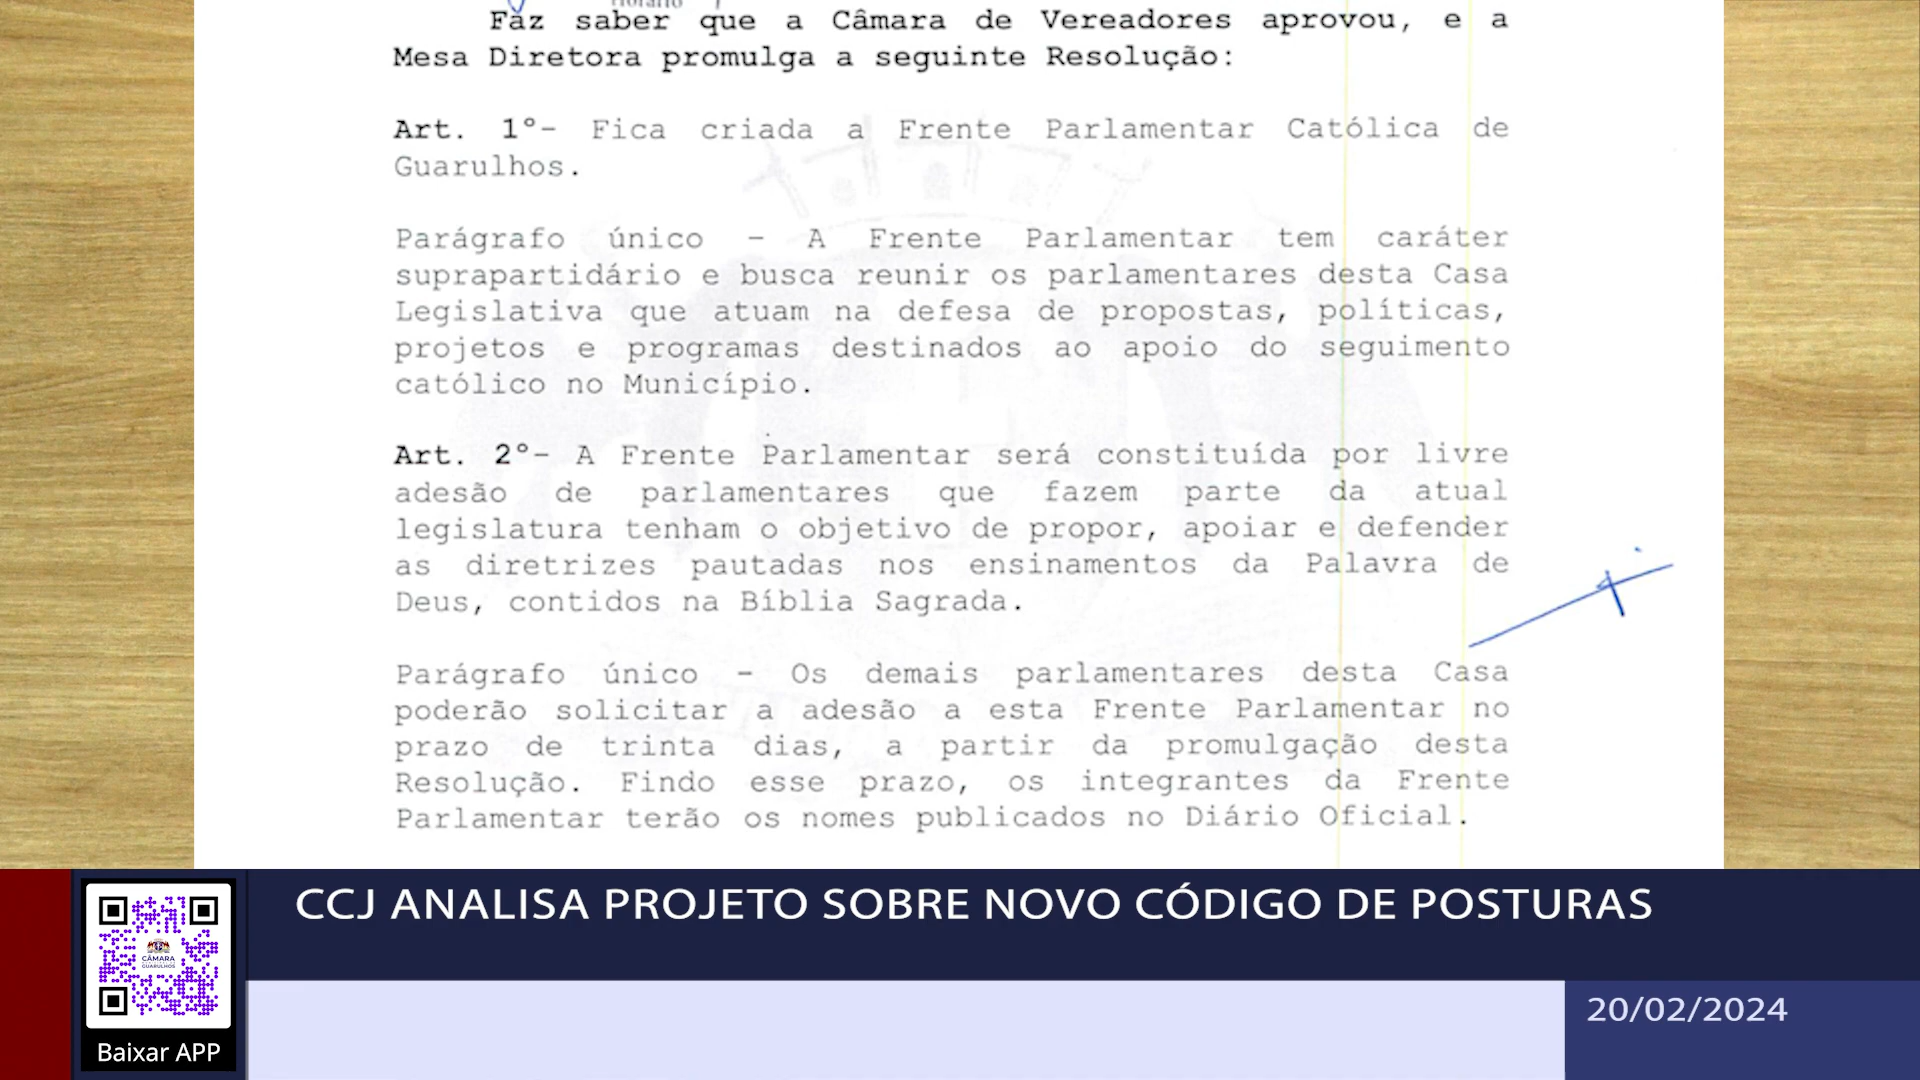 Faz saber que a Câmara de Vereadores aprovou, e a
Mesa Diretora promulga a seguinte Resolução:
Art. 1º- Fica criada a Frente Parlamentar Católica de
Guarulhos.
Parágrafo único – A Frente Parlamentar tem caráter
suprapartidário e busca reunir os parlamentares desta Casa
Legislativa que atuam na defesa de propostas, políticas,
projetos e programas destinados ao apoio do seguimento
católico no Município.
Art. 2º- A Frente Parlamentar será constituída por livre
adesão de parlamentares que fazem parte da atual
legislatura tenham o objetivo de propor, apoiar e defender
as diretrizes pautadas nos ensinamentos da Palavra de
Deus, contidos na Bíblia Sagrada.
Parágrafo único – Os demais parlamentares desta Casa
poderão solicitar a adesão a esta Frente Parlamentar no
prazo de trinta dias, a partir da promulgação desta
Resolução. Findo esse prazo, os integrantes da Frente
Parlamentar terão os nomes publicados no Diário Oficial.
CCJ ANALISA PROJETO SOBRE NOVO CÓDIGO DE POSTURAS
CÂMARA
GUARULHOS
20/02/2024
Baixar APP